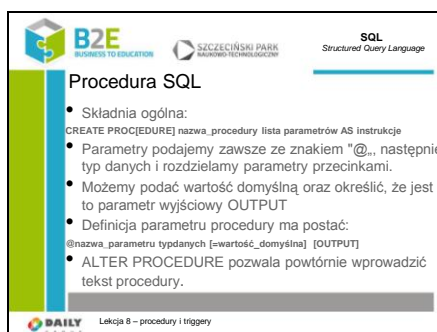 B2E
BUSINESS TO EDUCATION
SZCZECIŃSKI PARK
NAUKOWO-TECHNOLOGICZNY
SQL
Structured Query Language
Procedura SQL
• Składnia ogólna:
CREATE PROC[EDURE] nazwa_procedury lista parametrów AS instrukcje
• Parametry podajemy zawsze ze znakiem "@„, następnie
typ danych i rozdzielamy parametry przecinkami.
• Możemy podać wartość domyślną oraz określić, że jest
to parametr wyjściowy OUTPUT
• Definicja parametru procedury ma postać:
@nazwa_parametru typdanych [=wartość_domyślna] [OUTPUT]
• ALTER PROCEDURE pozwala powtórnie wprowadzić
tekst procedury.
DAILY
Lekcja 8 – procedury i triggery